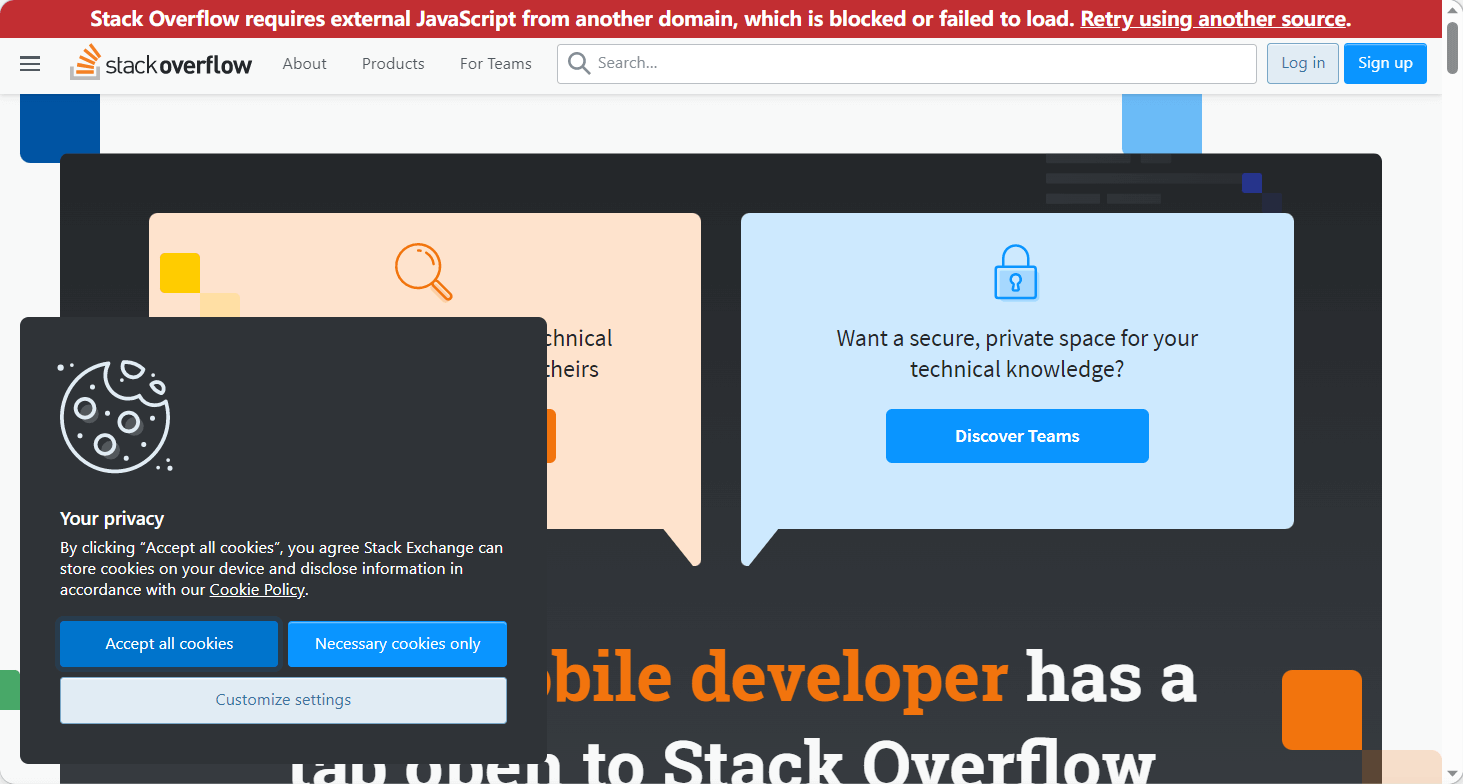 Stack Overflow requires external JavaScript from another domain, which is blocked or failed to load. Retry using another source.
stackoverflow
About
Products
For Teams
Search...
Log in
Sign up
chnical
theirs
Want a secure, private space for your
technical knowledge?
Discover Teams
Your privacy
By clicking “Accept all cookies”, you agree Stack Exchange can
store cookies on your device and disclose information in
accordance with our Cookie Policy.
Accept all cookies
Necessary cookies only
Customize settings
bile developer has a
tab open to Stack Overflow